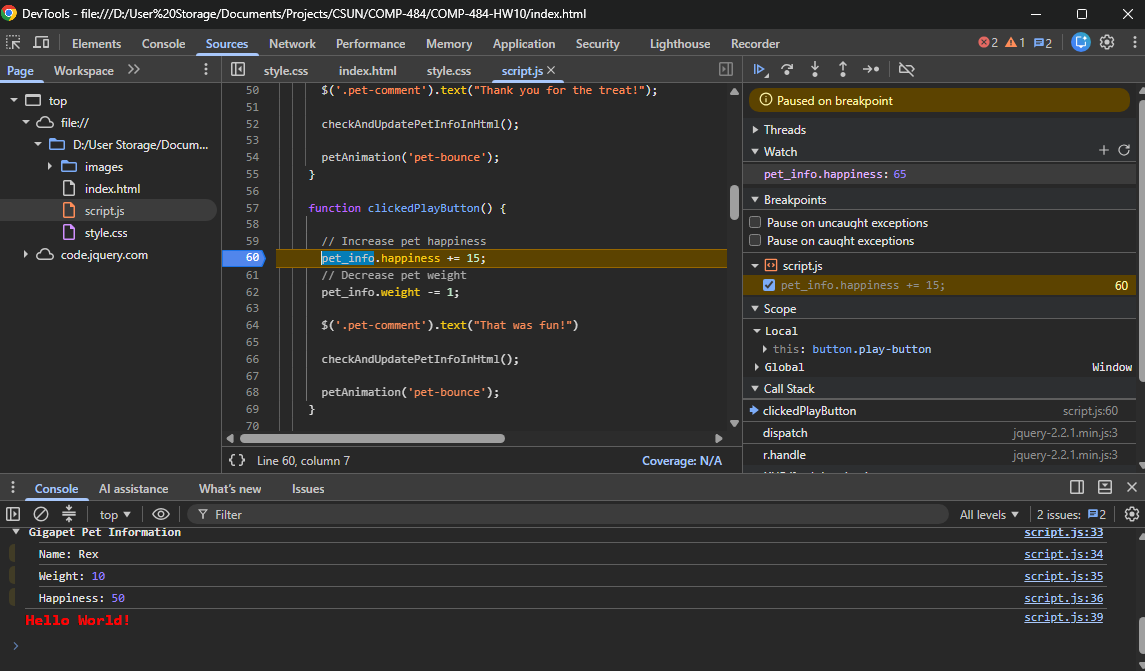 DevTools - file:///D:/User%20Storage/Documents/Projects/CSUN/COMP-484/COMP-484-HW10/index.html
Elements Console Sources Network Performance Memory Application Security Lighthouse Recorder 2 1 2
Page Workspace
top
file://
D:/User Storage/Docum...
images
index.html
script.js
style.css
code.jquery.com
style.css index.html style.css script.js
50 $('.pet-comment').text("Thank you for the treat!");
51
52 checkAndUpdatePetInfoInHtml();
53
54 petAnimation('pet-bounce');
55 }
56
57 function clickedPlayButton() {
58
59 // Increase pet happiness
60 pet_info.happiness += 15;
61 // Decrease pet weight
62 pet_info.weight -= 1;
63
64 $('.pet-comment').text("That was fun!")
65
66 checkAndUpdatePetInfoInHtml();
67
68 petAnimation('pet-bounce');
69 }
70
{} Line 60, column 7 Coverage: N/A
Paused on breakpoint
Threads
Watch
pet_info.happiness: 65
Breakpoints
Pause on uncaught exceptions
Pause on caught exceptions
script.js
pet_info.happiness += 15; 60
Scope
Local
this: button.play-button
Global Window
Call Stack
clickedPlayButton script.js:60
dispatch jquery-2.2.1.min.js:3
r.handle jquery-2.2.1.min.js:3
Console AI assistance What's new Issues
top Filter All levels 2 issues: 2
Gigapet Pet Information script.js:33
Name: Rex script.js:34
Weight: 10 script.js:35
Happiness: 50 script.js:36
Hello World! script.js:39